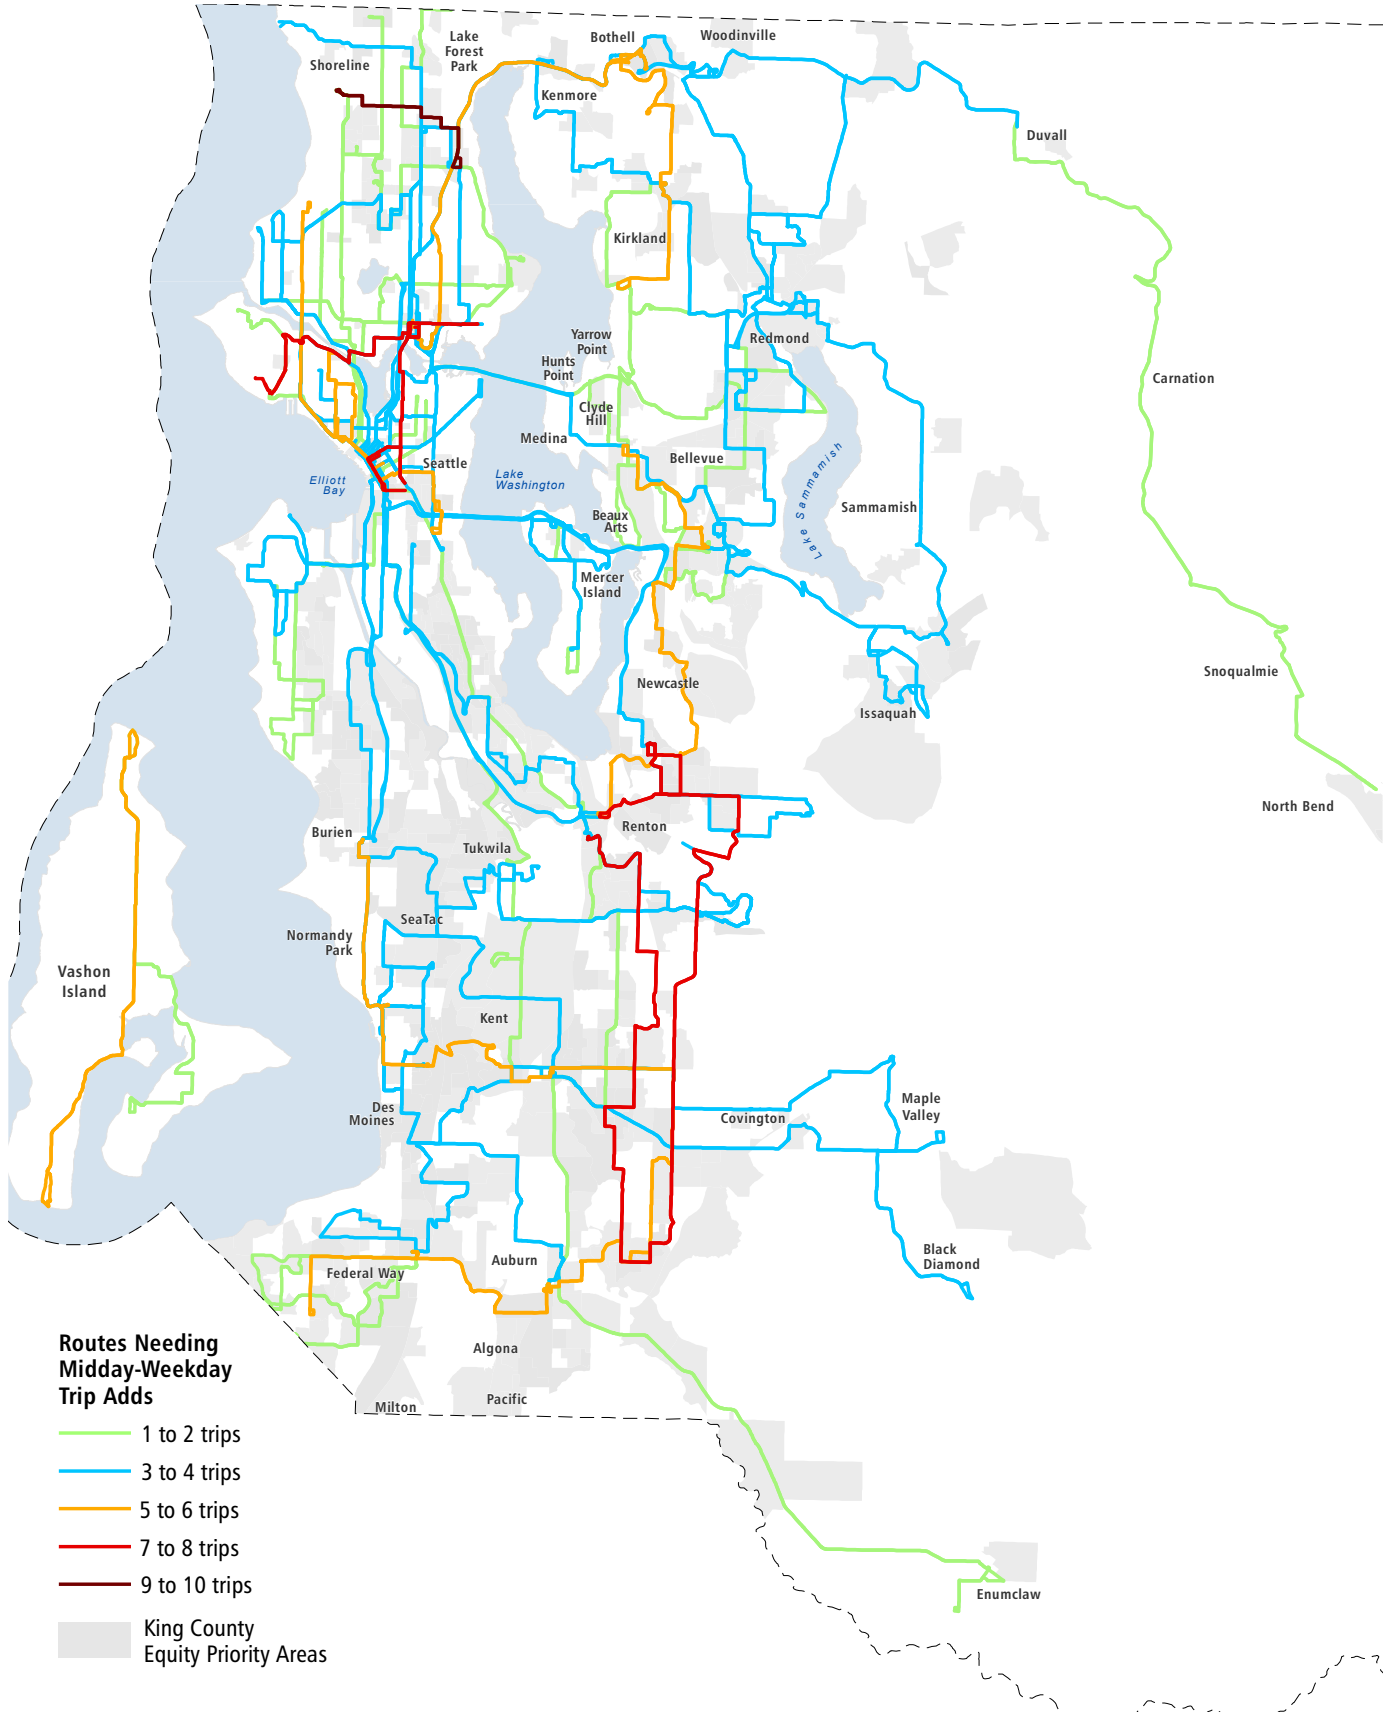 Lake
Forest
Park
Bothell
Woodinville
Shoreline
Kenmore
Duvall
Kirkland
Yarrow
Point
Redmond
Hunts
Point
Carnation
Clyde
Hill
Medina
Seattle
Bellevue
Elliott
Bay
Lake
Washington
Lake Sammamish
Sammamish
Beaux
Arts
Mercer
Island
Newcastle
Snoqualmie
Issaquah
North Bend
Burien
Renton
Tukwila
SeaTac
Normandy
Park
Vashon
Island
Kent
Des
Moines
Covington
Maple
Valley
Auburn
Black
Diamond
Federal Way
Algona
Pacific
Milton
Enumclaw
Routes Needing
Midday-Weekday
Trip Adds
1 to 2 trips
3 to 4 trips
5 to 6 trips
7 to 8 trips
9 to 10 trips
King County
Equity Priority Areas